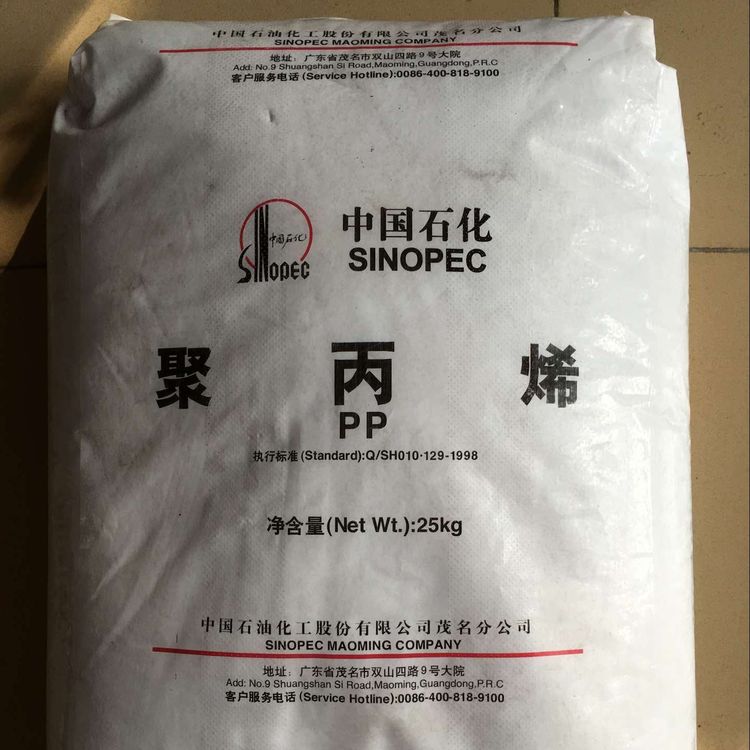 中国石油化工股份有限公司茂名分公司
SINOPEC MAOMING COMPANY
地址：广东省茂名市双山四路9号大院
Add: No.9 Shuangshan Si Road,Maoming,Guangdong,P.R.C
客户服务电话 (Service Hotline):0086-400-818-9100
中国石化
SINOPEC
中国石化
SINOPEC
聚 丙 烯
PP
执行标准 (Standard):Q/SH010·129-1998
净含量(Net Wt.):25kg
中国石油化工股份有限公司茂名分公司
SINOPEC MAOMING COMPANY
地址：广东省茂名市双山四路9号大院
Add: No.9 Shuangshan Si Road,Maoming,Guangdong,P.R.C
客户服务电话 (Service Hotline):0086-400-818-9100